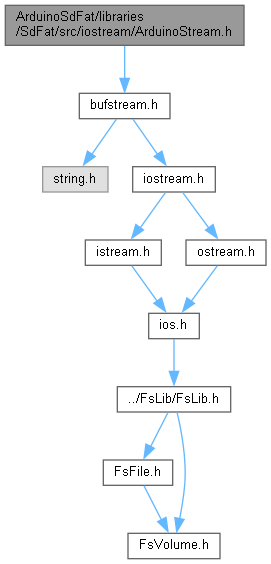 ArduinoSdFat/libraries
/SdFat/src/iostream/ArduinoStream.h
bufstream.h
string.h
iostream.h
istream.h
ostream.h
ios.h
../FsLib/FsLib.h
FsFile.h
FsVolume.h